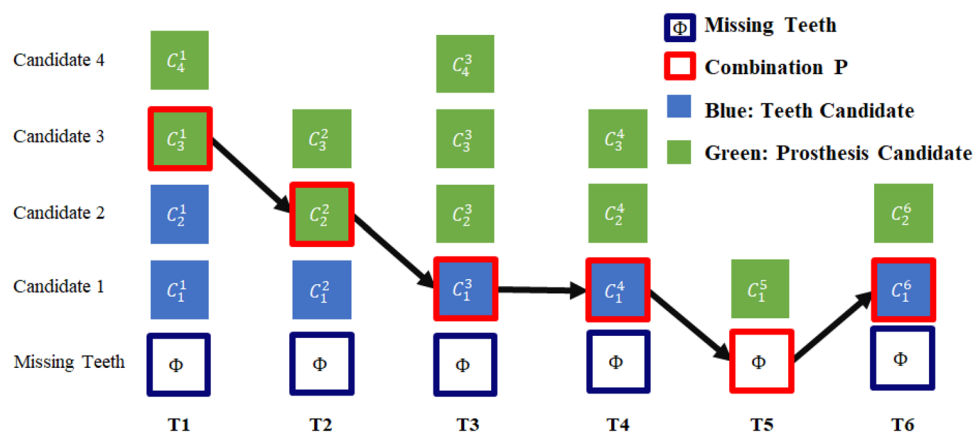 Φ Missing Teeth
Candidate 4 C_4^1 C_4^3
Combination P
Blue: Teeth Candidate
Candidate 3 C_3^1 C_3^2 C_3^3 C_3^4
Green: Prosthesis Candidate
Candidate 2 C_2^1 C_2^2 C_2^3 C_2^4 C_2^6
Candidate 1 C_1^1 C_1^2 C_1^3 C_1^4 C_1^5 C_1^6
Missing Teeth Φ Φ Φ Φ Φ Φ
T1 T2 T3 T4 T5 T6